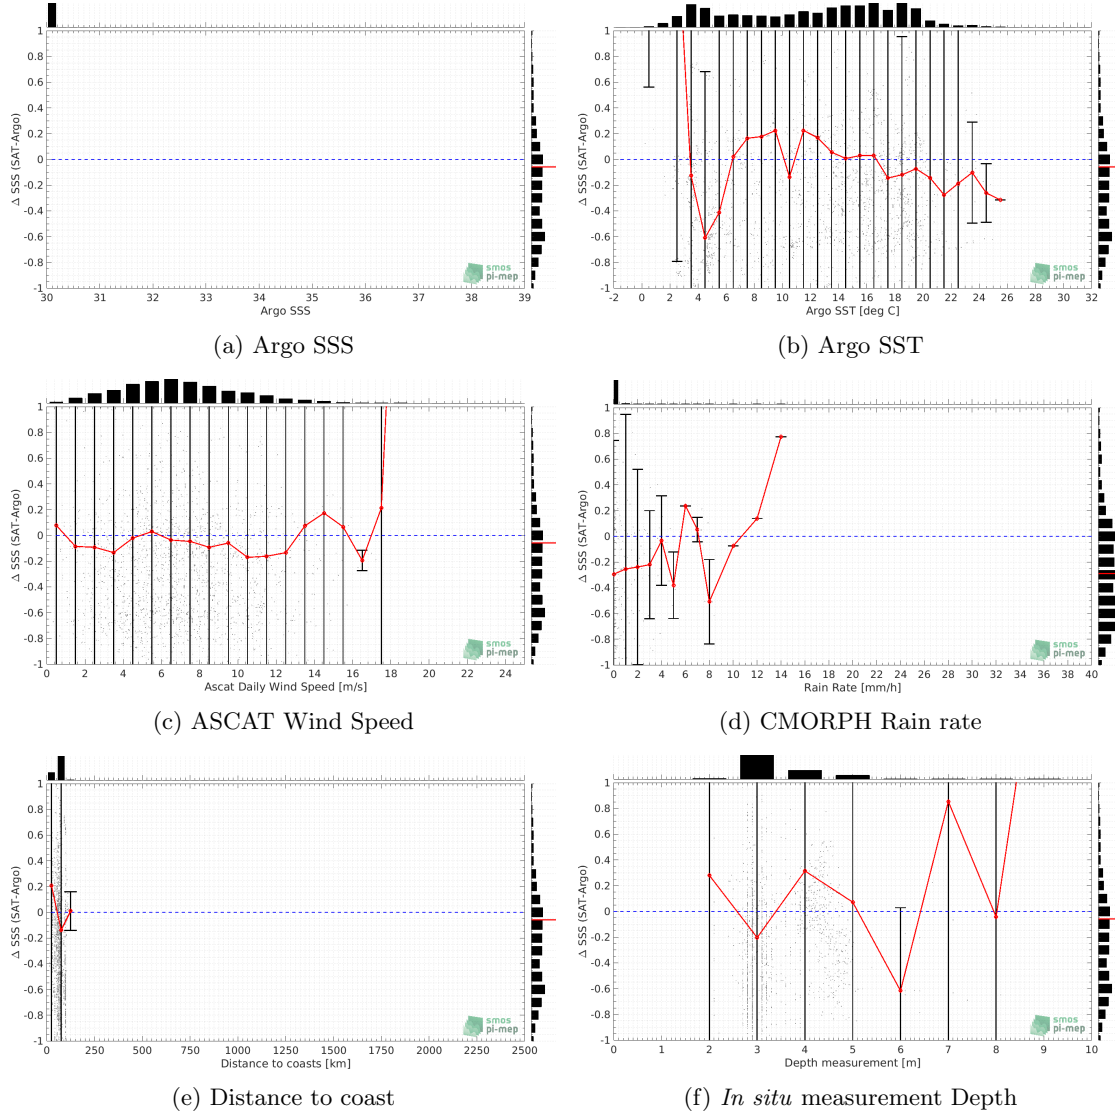 1
0.8
0.6
0.4
0.2
0
-0.2
-0.4
-0.6
-0.8
-1
Δ SSS (SAT-Argo)
30 31 32 33 34 35 36 37 38 39
Argo SSS
smos
pi-mep
(a) Argo SSS
1
0.8
0.6
0.4
0.2
0
-0.2
-0.4
-0.6
-0.8
-1
Δ SSS (SAT-Argo)
-2 0 2 4 6 8 10 12 14 16 18 20 22 24 26 28 30 32
Argo SST [deg C]
smos
pi-mep
(b) Argo SST
1
0.8
0.6
0.4
0.2
0
-0.2
-0.4
-0.6
-0.8
-1
Δ SSS (SAT-Argo)
0 2 4 6 8 10 12 14 16 18 20 22 24
Ascat Daily Wind Speed [m/s]
smos
pi-mep
(c) ASCAT Wind Speed
1
0.8
0.6
0.4
0.2
0
-0.2
-0.4
-0.6
-0.8
-1
Δ SSS (SAT-Argo)
0 2 4 6 8 10 12 14 16 18 20 22 24 26 28 30 32 34 36 38 40
Rain Rate [mm/h]
smos
pi-mep
(d) CMORPH Rain rate
1
0.8
0.6
0.4
0.2
0
-0.2
-0.4
-0.6
-0.8
-1
Δ SSS (SAT-Argo)
0 250 500 750 1000 1250 1500 1750 2000 2250 2500
Distance to coasts [km]
smos
pi-mep
(e) Distance to coast
1
0.8
0.6
0.4
0.2
0
-0.2
-0.4
-0.6
-0.8
-1
Δ SSS (SAT-Argo)
0 1 2 3 4 5 6 7 8 9 10
Depth measurement [m]
smos
pi-mep
(f) In situ measurement Depth